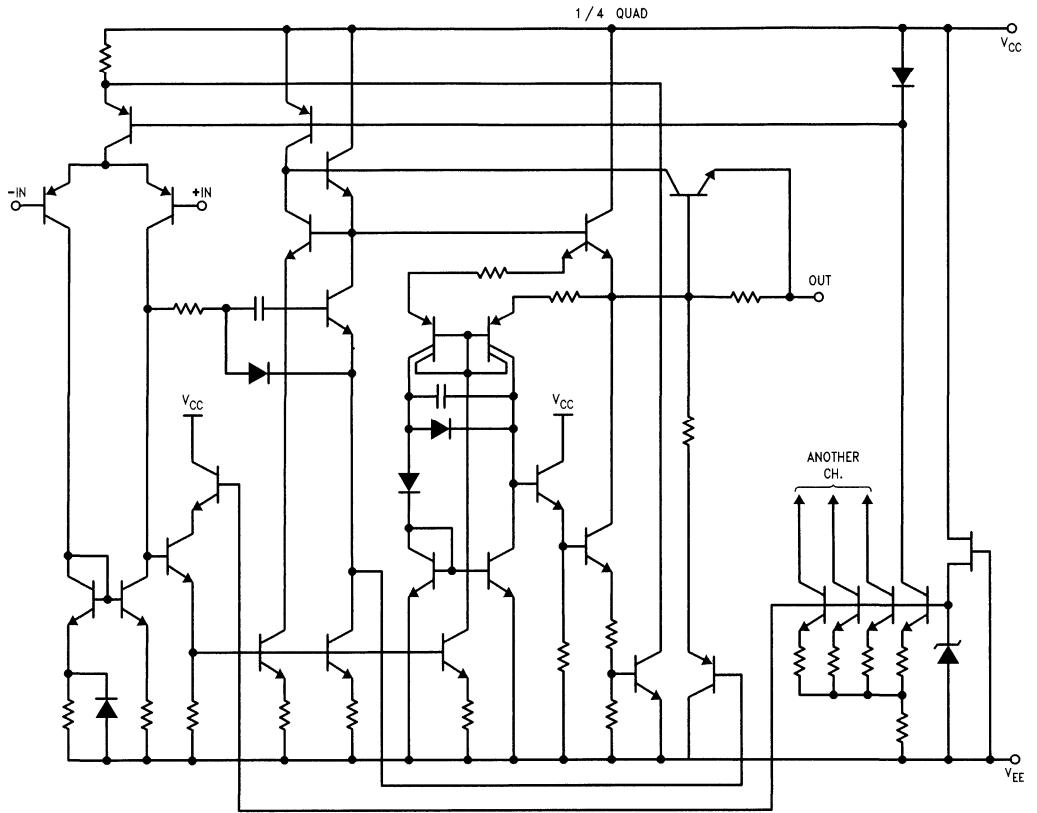 1/4 QUAD
VCC
-IN
+IN
OUT
VCC
VCC
ANOTHER
CH.
VEE